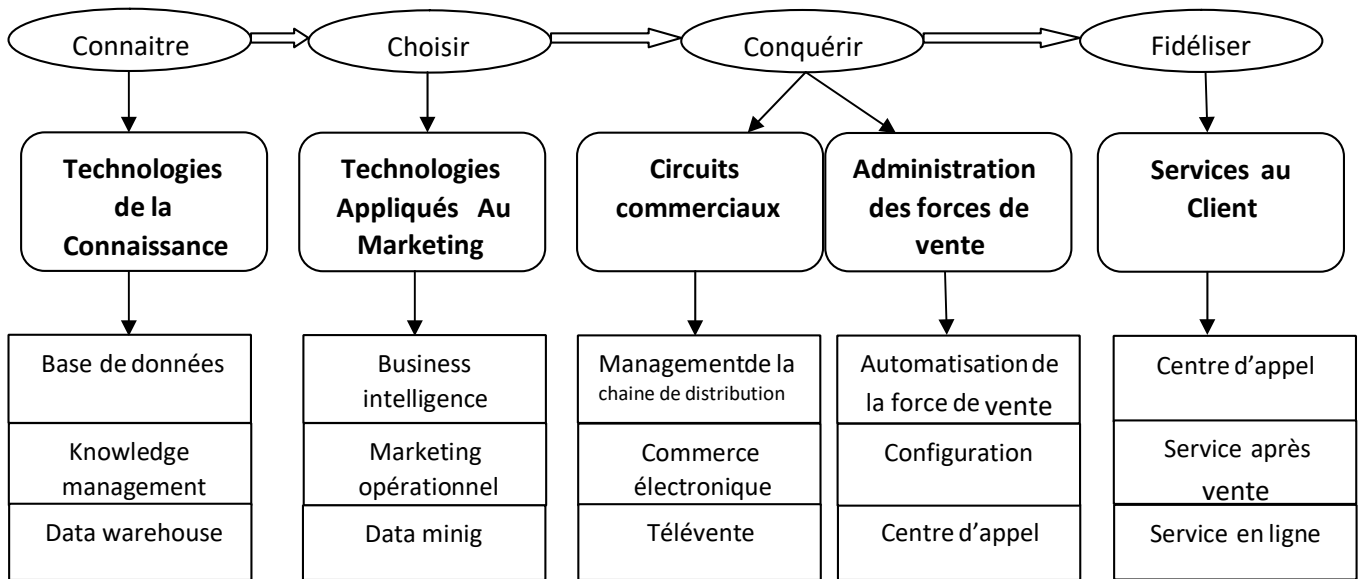 Connaitre
Choisir
Conquérir
Fidéliser
Technologies
de la
Connaissance
Technologies
Appliqués Au
Marketing
Circuits
commerciaux
Administration
des forces de
vente
Services au
Client
Base de données
Knowledge
management
Data warehouse
Business
intelligence
Marketing
opérationnel
Data minig
Managementde la
chaine de distribution
Commerce
électronique
Télévente
Automatisation de
la force de vente
Configuration
Centre d'appel
Centre d'appel
Service après
vente
Service en ligne